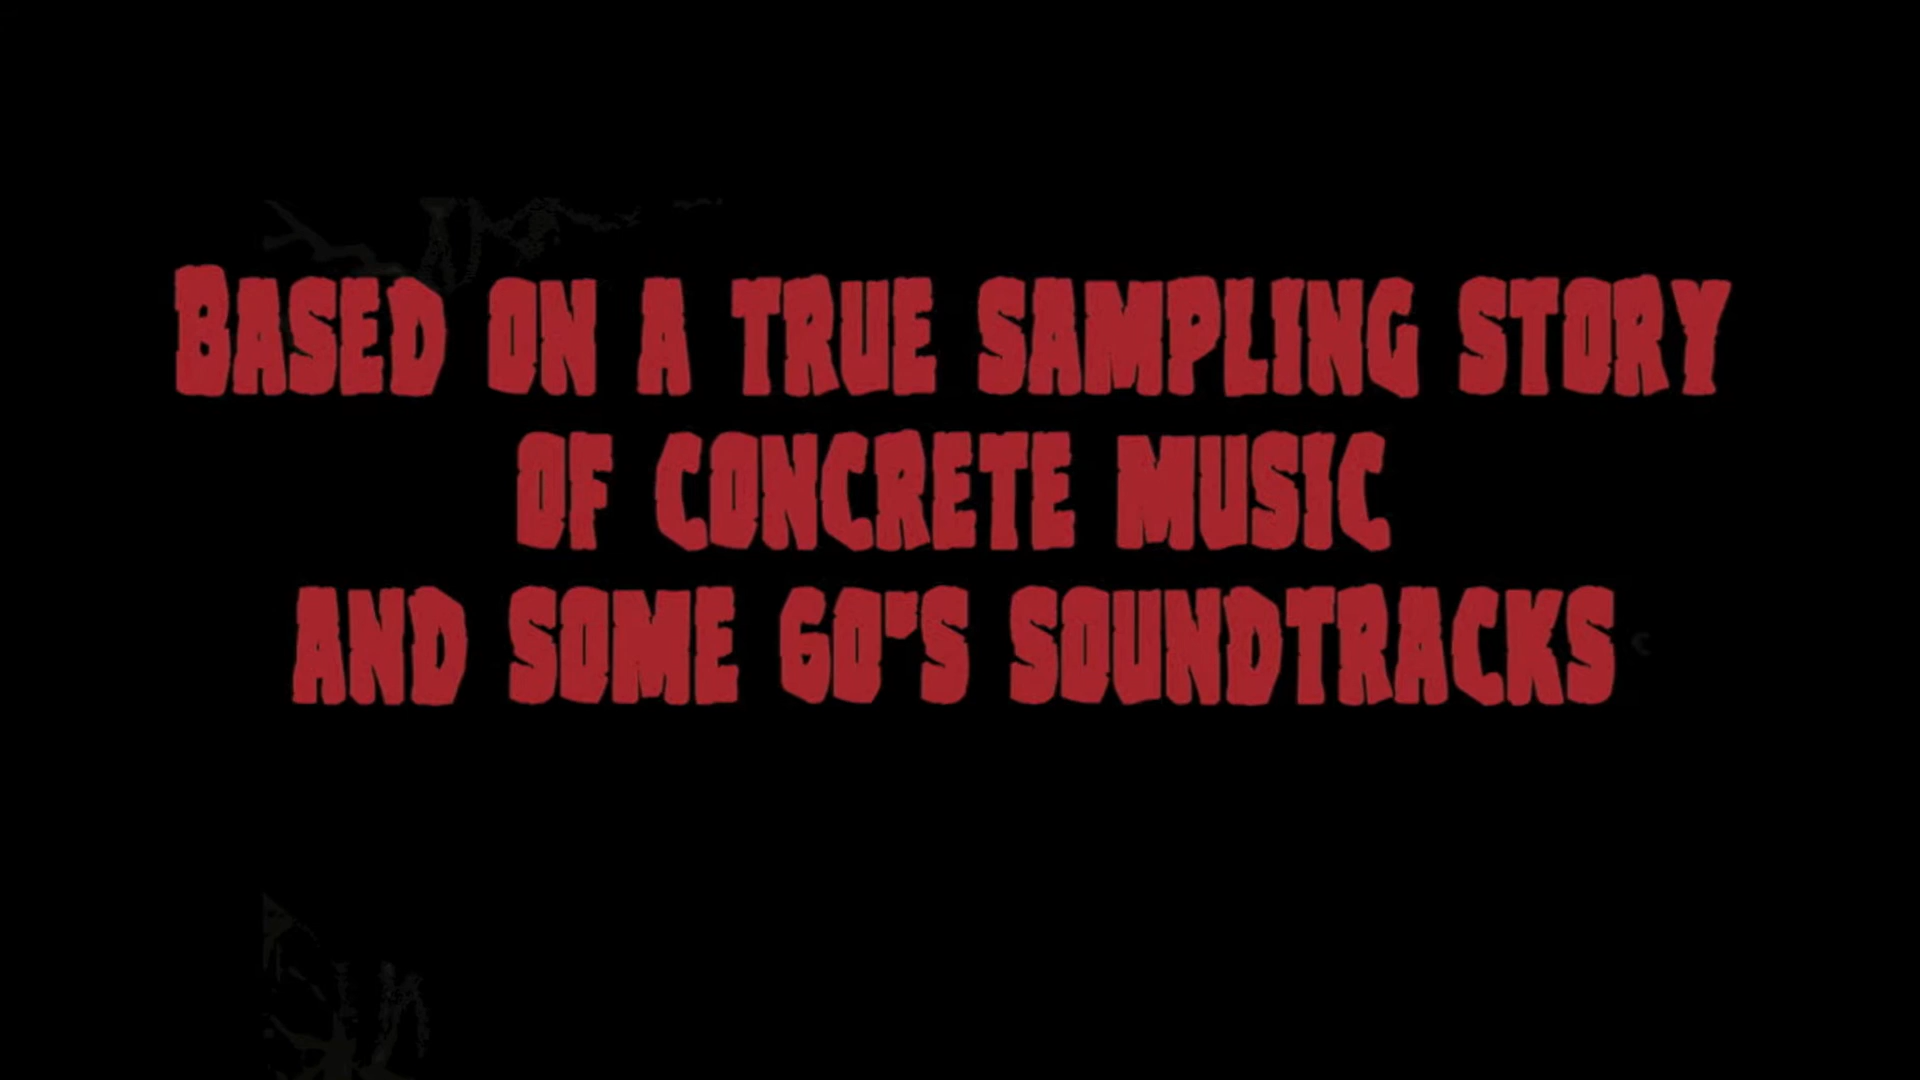 BASED ON A TRUE SAMPLING STORY
OF CONCRETE MUSIC
AND SOME 60'S SOUNDTRACKS